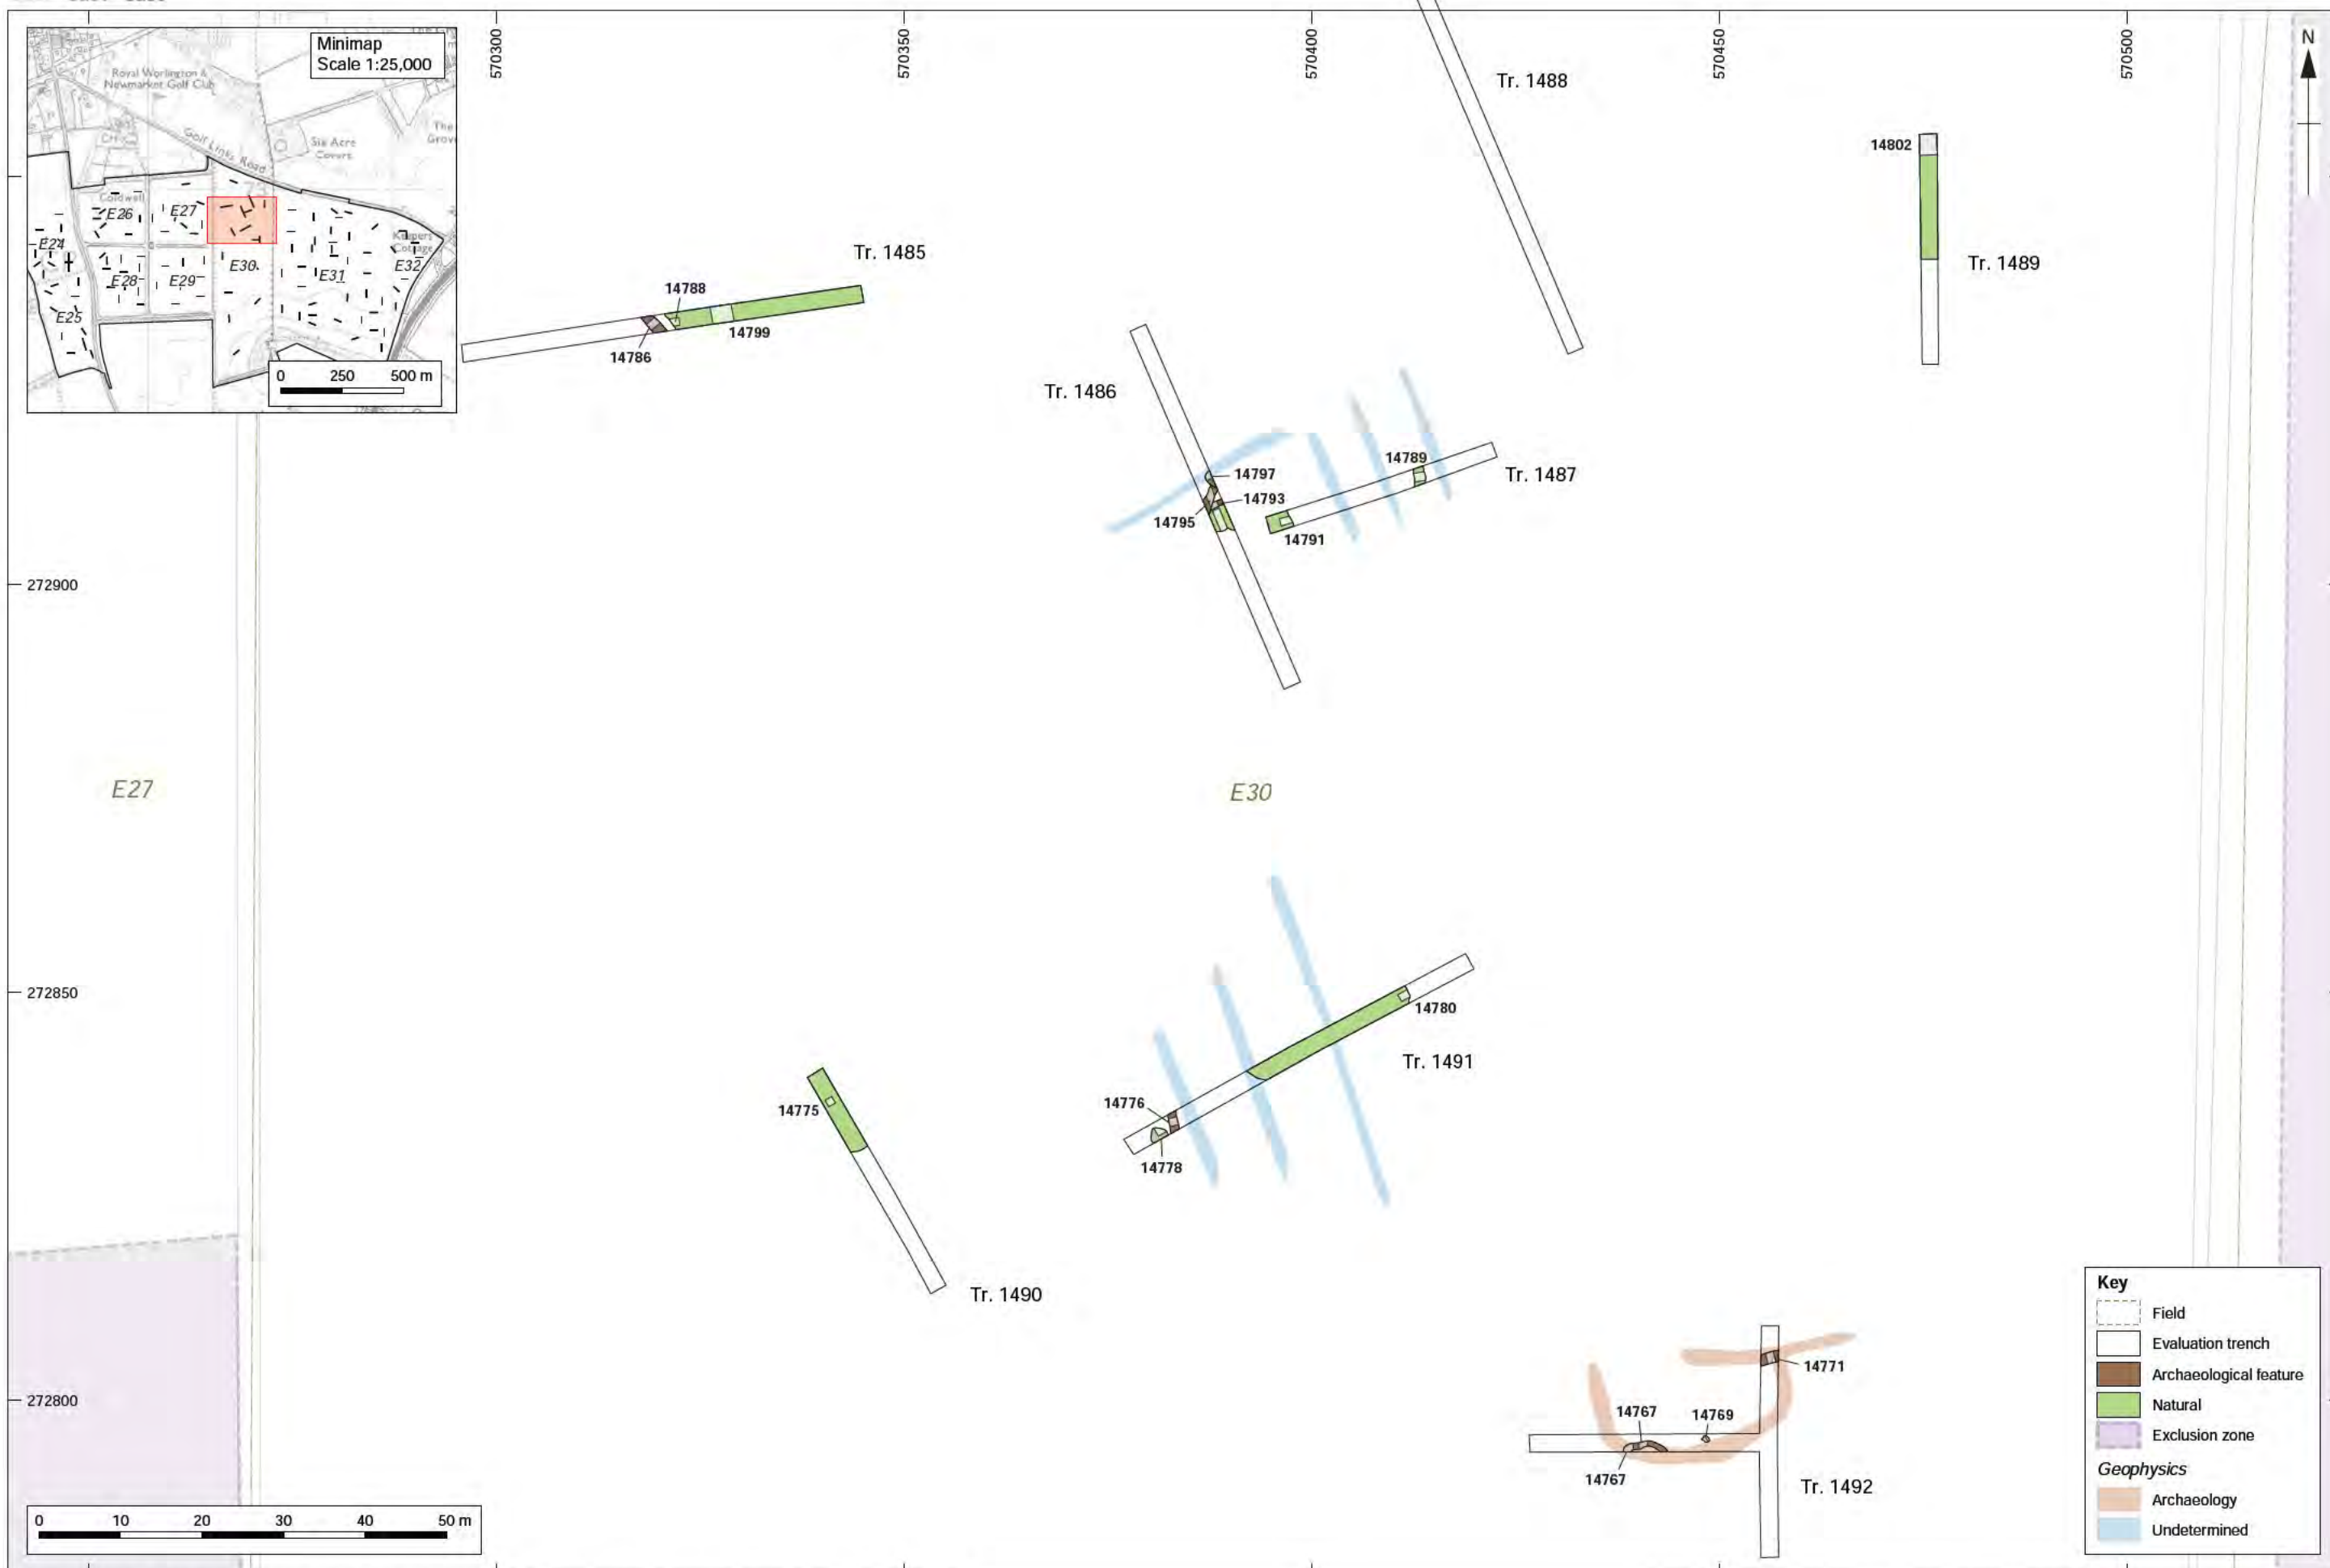 Minimap
Scale 1:25,000
Royal Worlington &
Newmarket Golf Club
Golf Links Road
Six Acre
Covert
The
Grove
Keepers
Cottage
E24
E25
E26
E27
E28
E29
E30
E31
E32
0 250 500 m
570300
570350
570400
570450
570500
N
Tr. 1488
14802
Tr. 1489
Tr. 1485
14788
14799
14786
Tr. 1486
14797
14793
14795
14789
Tr. 1487
14791
272900
E27
E30
272850
14780
Tr. 1491
14776
14778
14775
Tr. 1490
272800
14771
14767
14769
14767
Tr. 1492
0 10 20 30 40 50 m
Key
Field
Evaluation trench
Archaeological feature
Natural
Exclusion zone
Geophysics
Archaeology
Undetermined